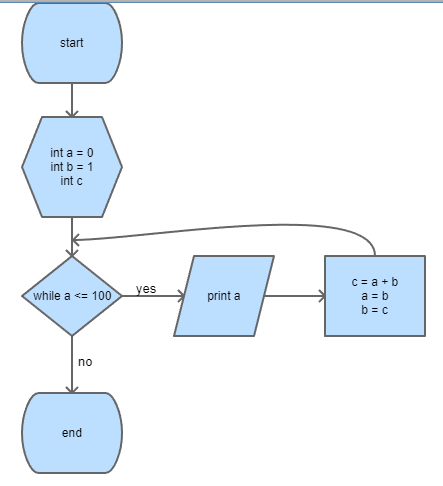 start
int a = 0
int b = 1
int c
while a <= 100
yes
print a
c = a + b
a = b
b = c
no
end